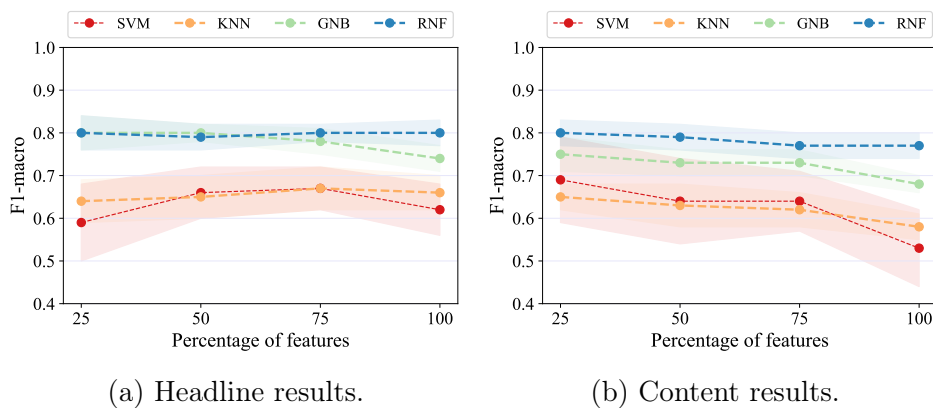 SVM KNN GNB RNF
1.0
0.9
0.8
0.7
0.6
0.5
0.4
F1-macro
25 50 75 100
Percentage of features
(a) Headline results.
SVM KNN GNB RNF
1.0
0.9
0.8
0.7
0.6
0.5
0.4
F1-macro
25 50 75 100
Percentage of features
(b) Content results.